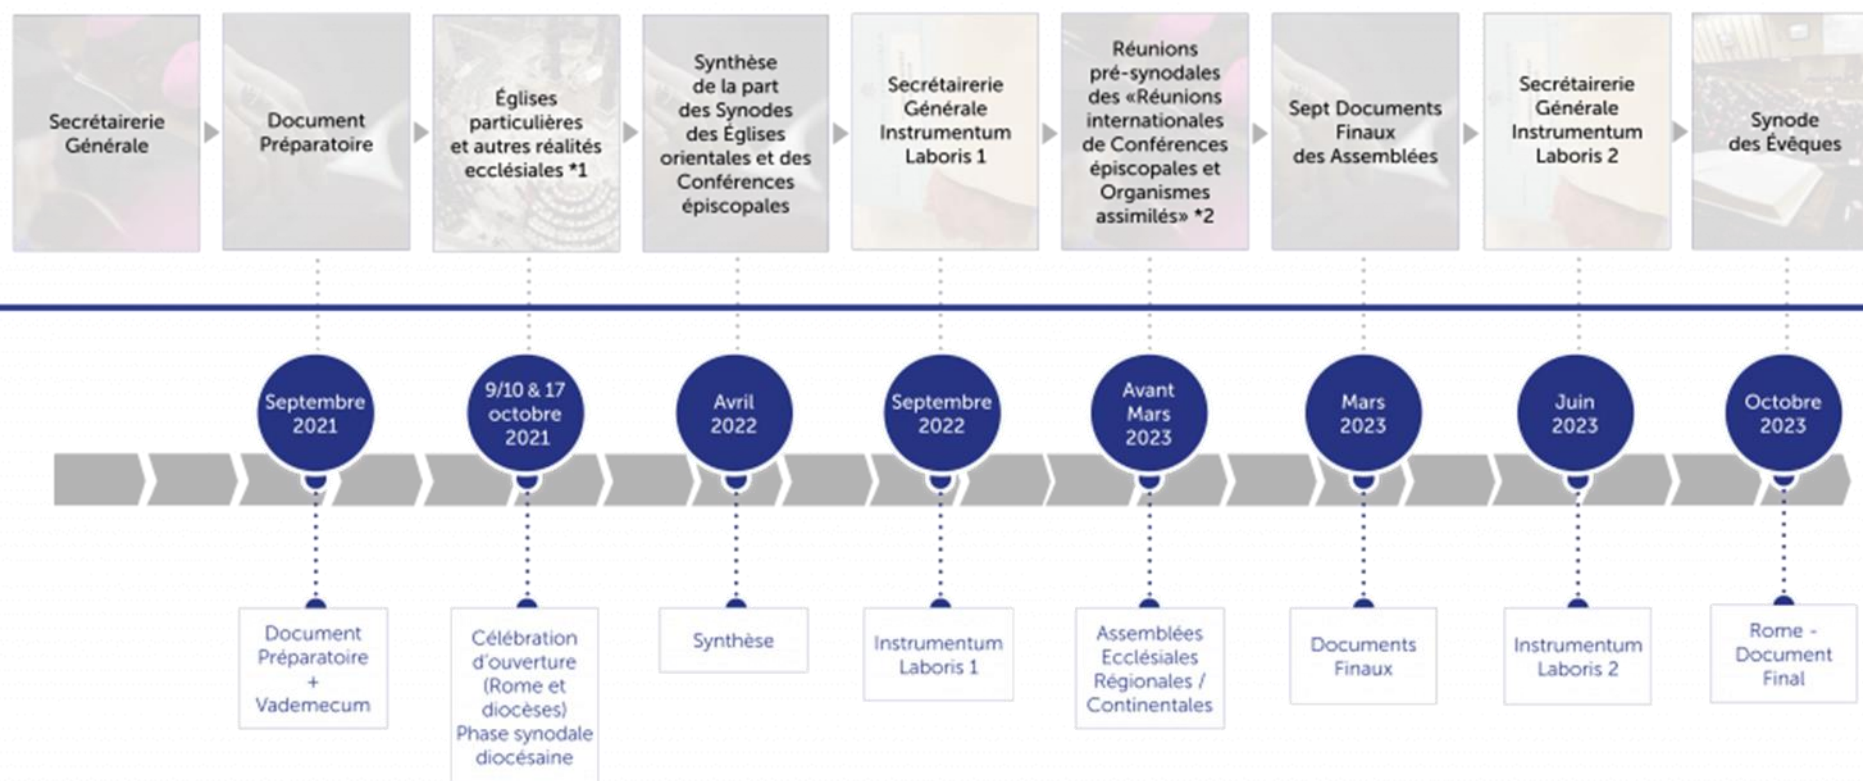 Secrétairerie
Générale
Document
Préparatoire
Églises
particulières
et autres réalités
ecclésiales *1
Synthèse
de la part
des Synodes
des Églises
orientales et des
Conférences
épiscopales
Secrétairerie
Générale
Instrumentum
Laboris 1
Réunions
pré-synodales
des «Réunions
internationales
de Conférences
épiscopales et
Organismes
assimilés» *2
Sept Documents
Finaux
des Assemblées
Secrétairerie
Générale
Instrumentum
Laboris 2
Synode
des Évêques
Septembre
2021
9/10 & 17
octobre
2021
Avril
2022
Septembre
2022
Avant
Mars
2023
Mars
2023
Juin
2023
Octobre
2023
Document
Préparatoire
+
Vademecum
Célébration
d'ouverture
(Rome et
diocèses)
Phase synodale
diocésaine
Synthèse
Instrumentum
Laboris 1
Assemblées
Ecclésiales
Régionales /
Continentales
Documents
Finaux
Instrumentum
Laboris 2
Rome -
Document
Final